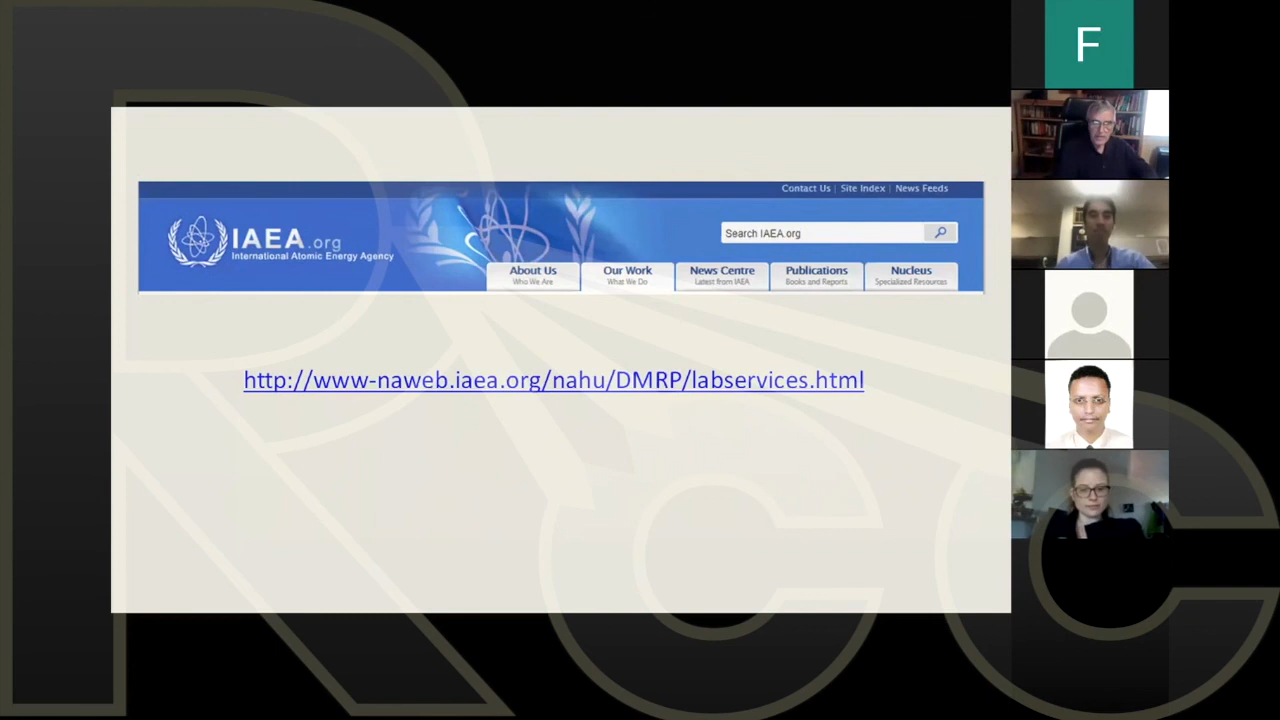 F
Contact Us | Site Index | News Feeds
IAEA.org
International Atomic Energy Agency
Search IAEA.org
About Us
Who We Are
Our Work
What We Do
News Centre
Latest from IAEA
Publications
Books and Reports
Nucleus
Specialized Resources
http://www-naweb.iaea.org/nahu/DMRP/labservices.html
RCC